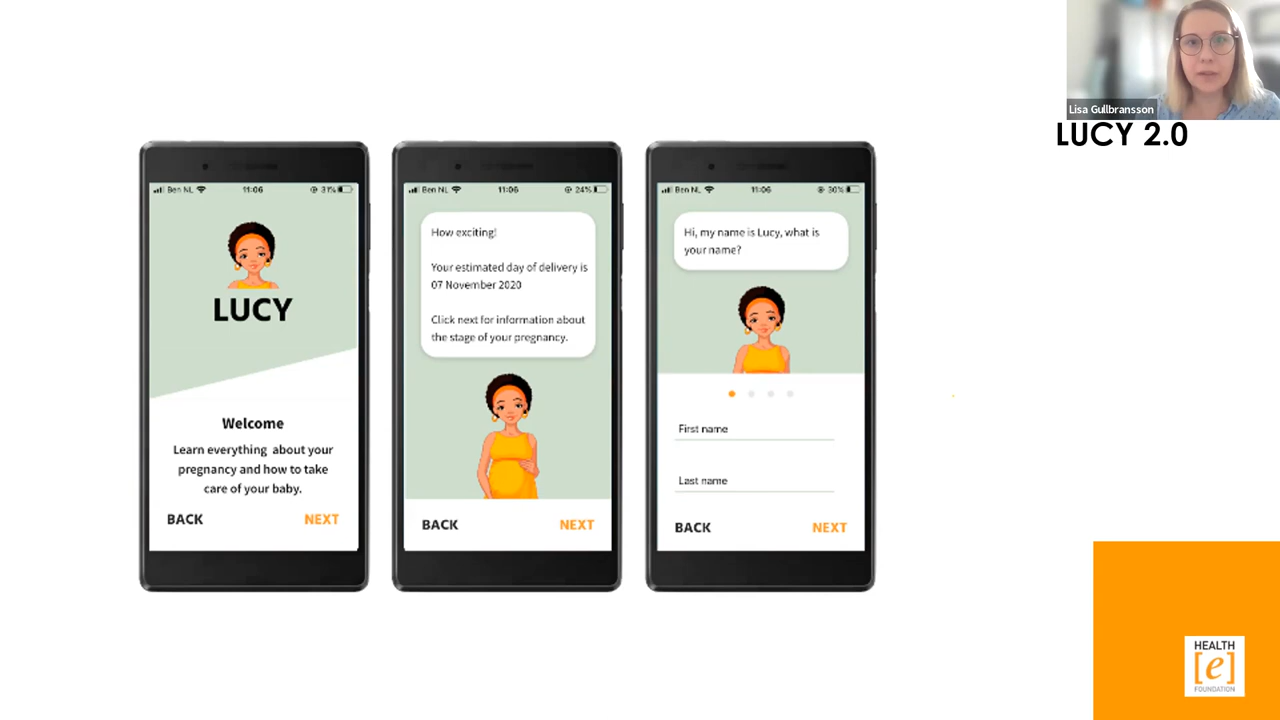 Lisa Gullbransson
LUCY 2.0
Ben NL 11:06 31%
LUCY
Welcome
Learn everything about your
pregnancy and how to take
care of your baby.
BACK NEXT
Ben NL 11:06 24%
How exciting!
Your estimated day of delivery is
07 November 2020
Click next for information about
the stage of your pregnancy.
BACK NEXT
Ben NL 11:06 30%
Hi, my name is Lucy, what is
your name?
First name
Last name
BACK NEXT
HEALTH
[e]
FOUNDATION